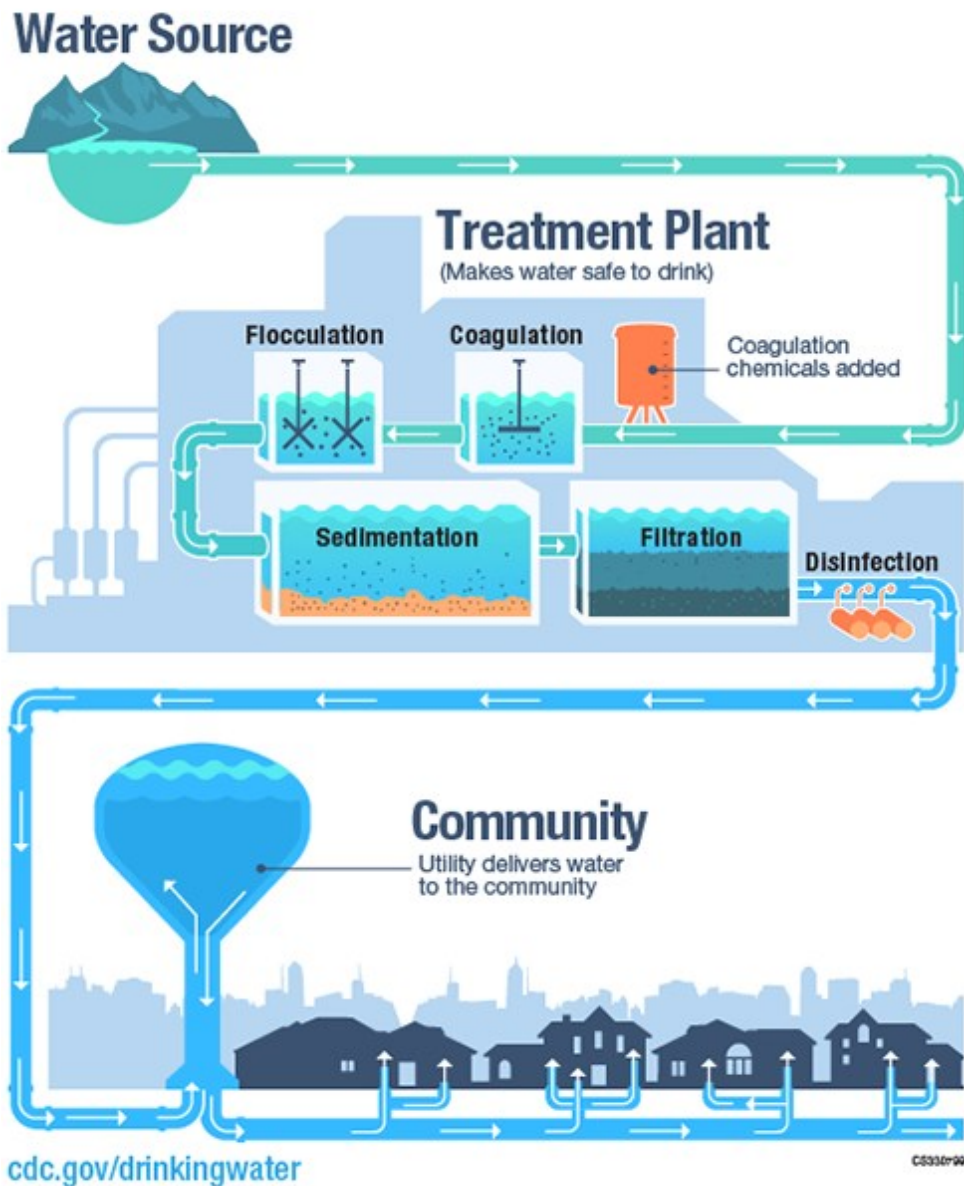 Water Source
Treatment Plant
(Makes water safe to drink)
Flocculation
Coagulation
Coagulation
chemicals added
Sedimentation
Filtration
Disinfection
Community
Utility delivers water
to the community
cdc.gov/drinkingwater